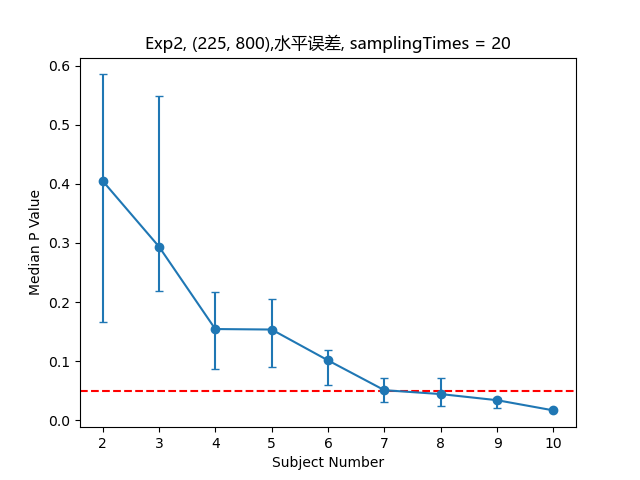 Exp2, (225, 800),水平误差, samplingTimes = 20
Median P Value
0.6
0.5
0.4
0.3
0.2
0.1
0.0
2 3 4 5 6 7 8 9 10
Subject Number